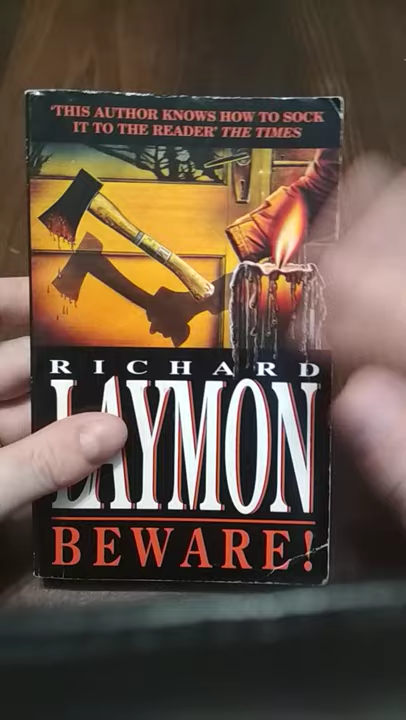 'THIS AUTHOR KNOWS HOW TO SOCK
IT TO THE READER' THE TIMES
RICHARD
LAYMON
BEWARE!